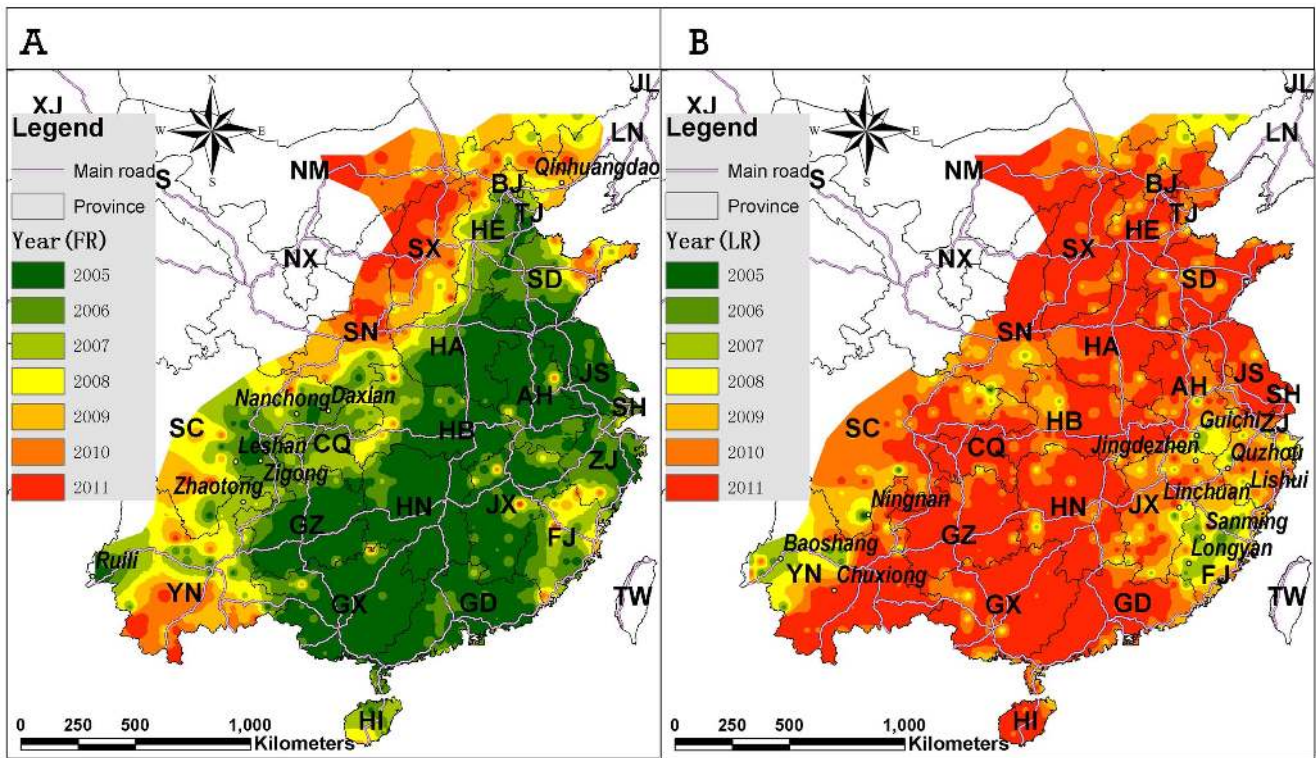 A
XJ
Legend
Main road
Province
Year(FR)
2005
2006
2007
2008
2009
2010
2011
N
W E
S
S
NM
NX
BJ
TJ
HE
LN
JL
Qinhuangdao
SX
SD
SN
HA
JS
AH
SH
Nanchong
Daxian
SC
Leshan
CQ
HB
ZJ
Zigong
Zhaotong
HN
JX
GZ
FJ
Ruili
YN
GX
GD
TW
HI
0 250 500 1,000
Kilometers
B
XJ
Legend
Main road
Province
Year(LR)
2005
2006
2007
2008
2009
2010
2011
N
W E
S
S
NM
NX
BJ
TJ
HE
LN
JL
SX
SD
SN
HA
JS
AH
SH
Guichi
ZJ
SC
HB
CQ
Jingdezhen
Quzhou
Lishui
Ningnan
HN
JX
Linchuan
Sanming
GZ
Baoshang
Longyan
YN
Chuxiong
FJ
GX
GD
TW
HI
0 250 500 1,000
Kilometers